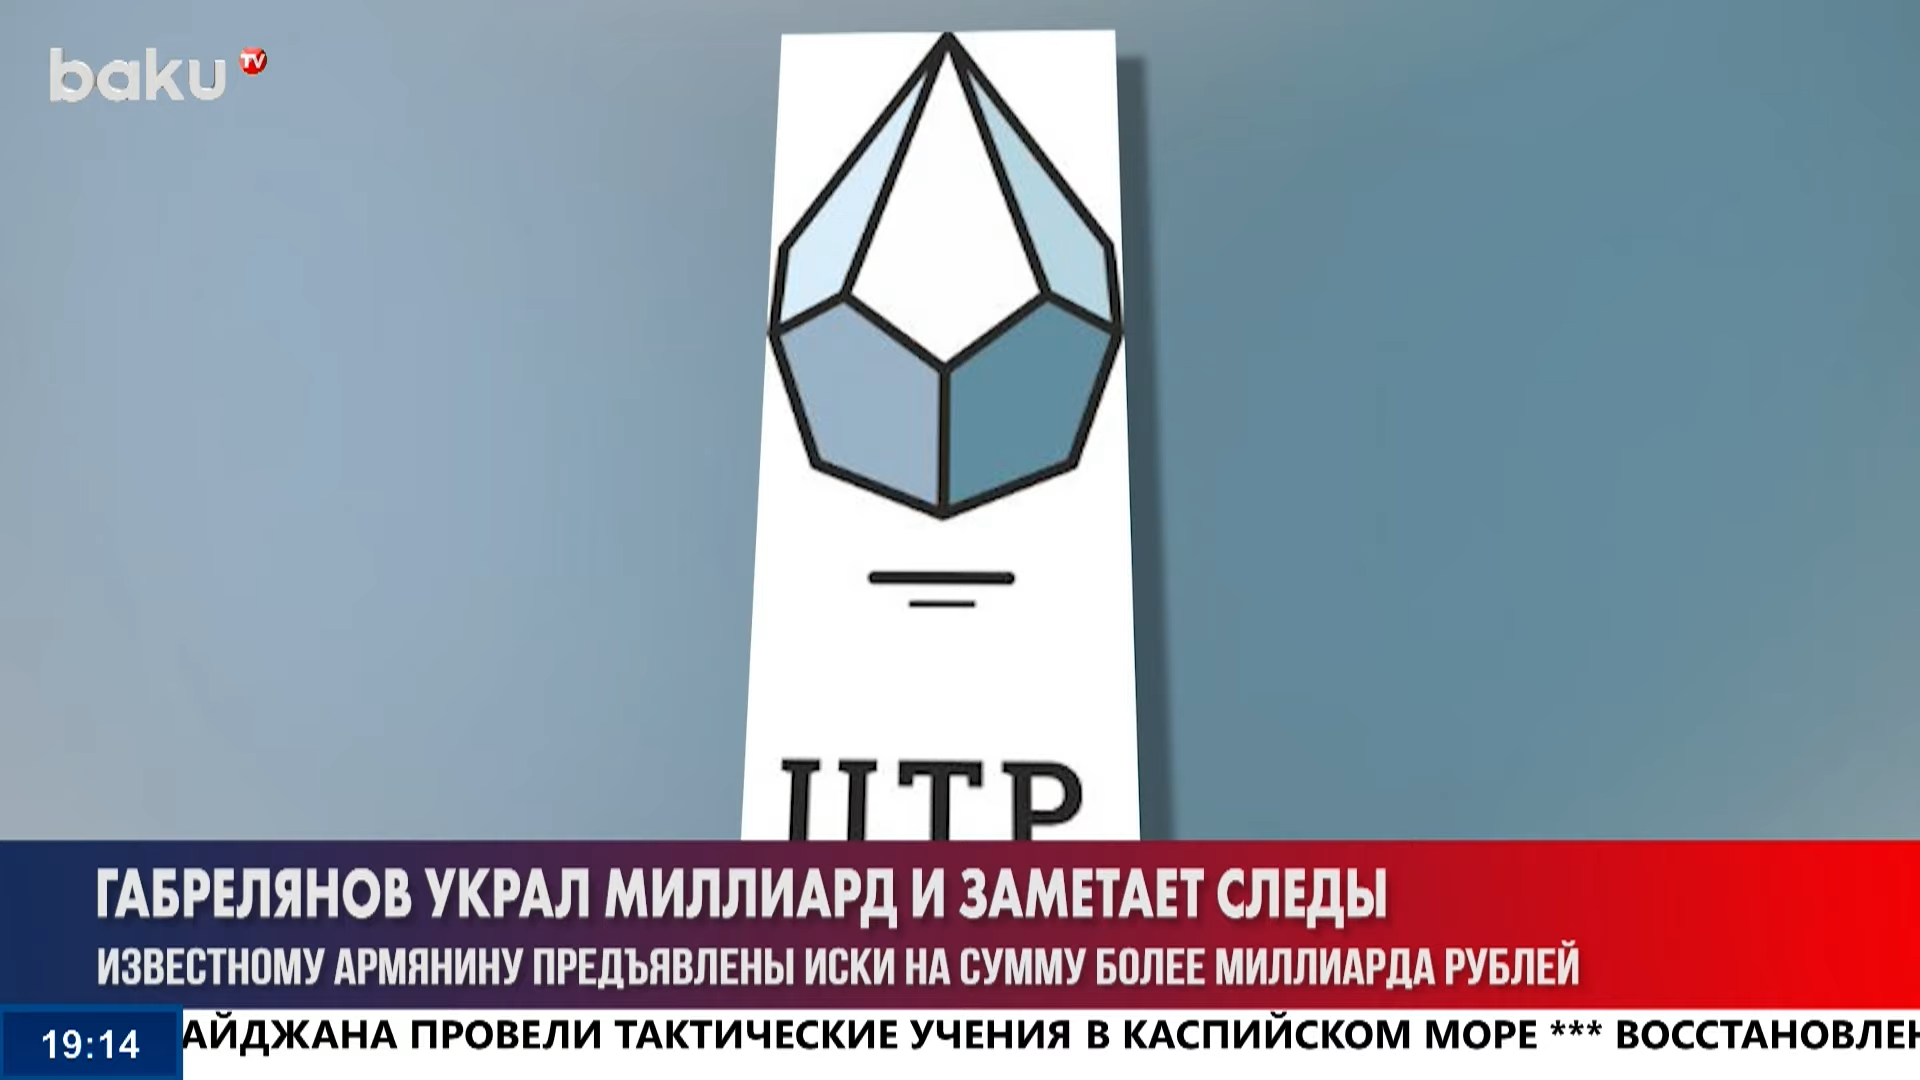 baku TV
ЦТР
ГАБРЕЛЯНОВ УКРАЛ МИЛЛИАРД И ЗАМЕТАЕТ СЛЕДЫ
ИЗВЕСТНОМУ АРМЯНИНУ ПРЕДЪЯВЛЕНЫ ИСКИ НА СУММУ БОЛЕЕ МИЛЛИАРДА РУБЛЕЙ
19:14 АЙДЖАНА ПРОВЕЛИ ТАКТИЧЕСКИЕ УЧЕНИЯ В КАСПИЙСКОМ МОРЕ *** ВОССТАНОВЛЕН